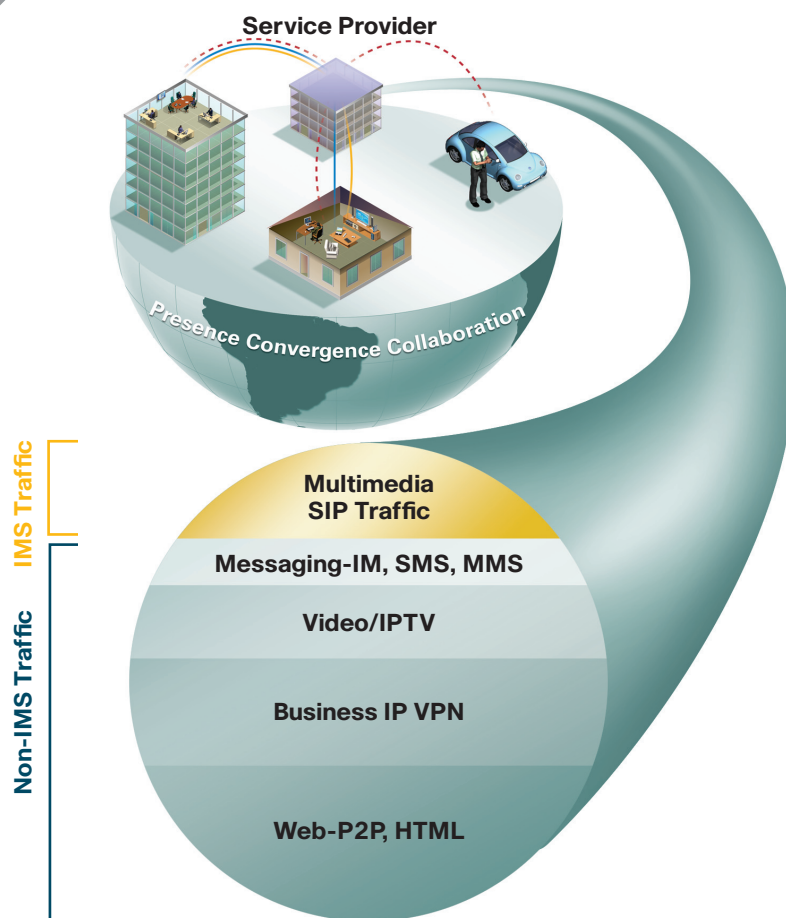 Service Provider
Presence Convergence Collaboration
IMS Traffic
Multimedia
SIP Traffic
Non-IMS Traffic
Messaging-IM, SMS, MMS
Video/IPTV
Business IP VPN
Web-P2P, HTML